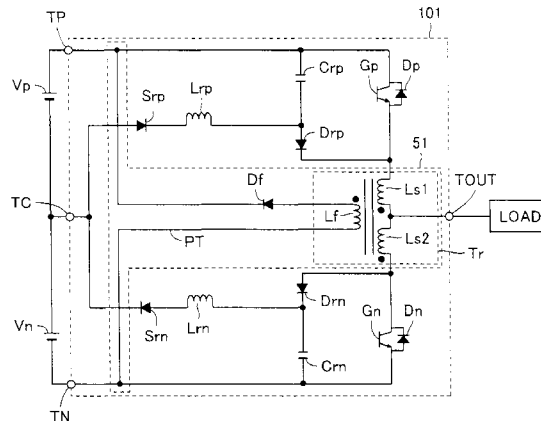 TP
101
Vp
Srp
Lrp
Crp
Gp
Dp
Drp
51
TC
Df
Lf
Ls1
TOUT
LOAD
PT
Ls2
Tr
Drn
Vn
Srn
Lrn
Gn
Dn
Crn
TN